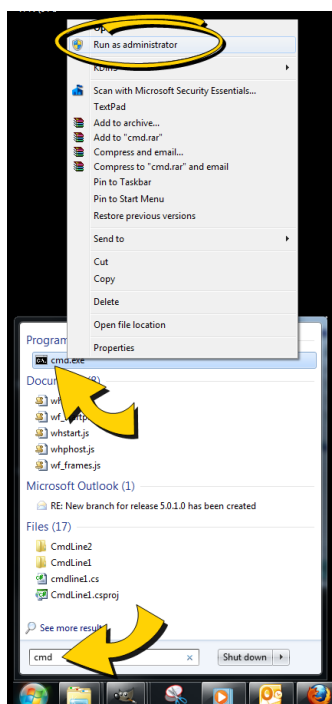 Run as administrator
Scan with Microsoft Security Essentials...
TextPad
Add to archive...
Add to "cmd.rar"
Compress and email...
Compress to "cmd.rar" and email
Pin to Taskbar
Pin to Start Menu
Restore previous versions
Send to
Cut
Copy
Delete
Open file location
Properties
cmd.exe
whstart.js
whphost.js
wf_frames.js
Microsoft Outlook (1)
RE: New branch for release 5.0.1.0 has been created
Files (17)
CmdLine2
CmdLine1
cmdline1.cs
CmdLine1.csproj
See more results
cmd
Shut down